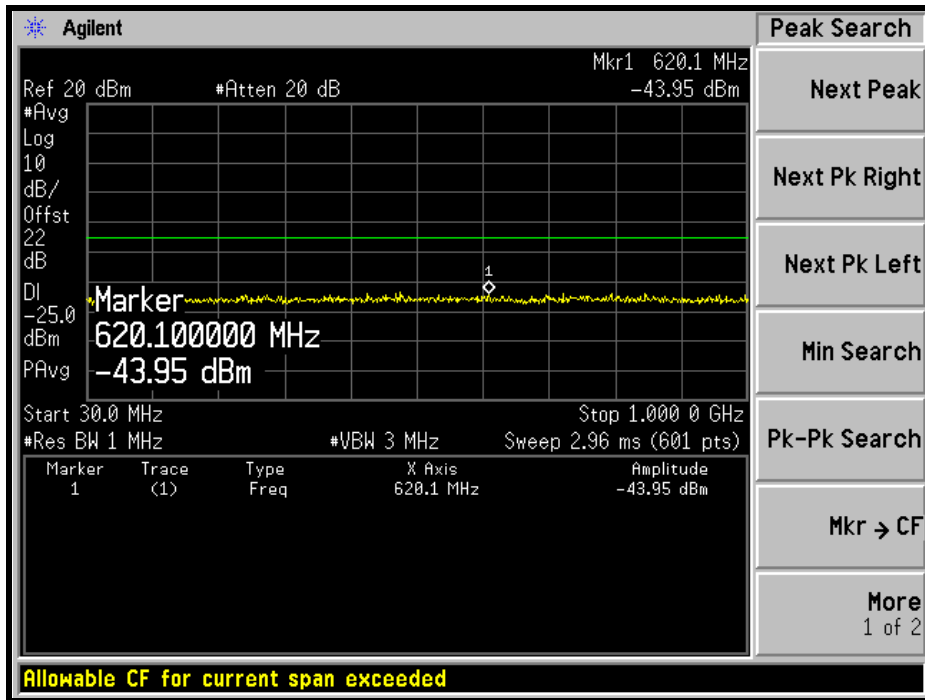 Agilent
Peak Search
Mkr1 620.1 MHz
Ref 20 dBm #Atten 20 dB -43.95 dBm
#Avg
Log
10
dB/
Offst
22
dB
DI
-25.0
dBm
PAvg
1
Marker
620.100000 MHz
-43.95 dBm
Start 30.0 MHz Stop 1.000 0 GHz
#Res BW 1 MHz #VBW 3 MHz Sweep 2.96 ms (601 pts)
Marker Trace Type X Axis Amplitude
1 (1) Freq 620.1 MHz -43.95 dBm
Next Peak
Next Pk Right
Next Pk Left
Min Search
Pk-Pk Search
Mkr → CF
More
1 of 2
Allowable CF for current span exceeded